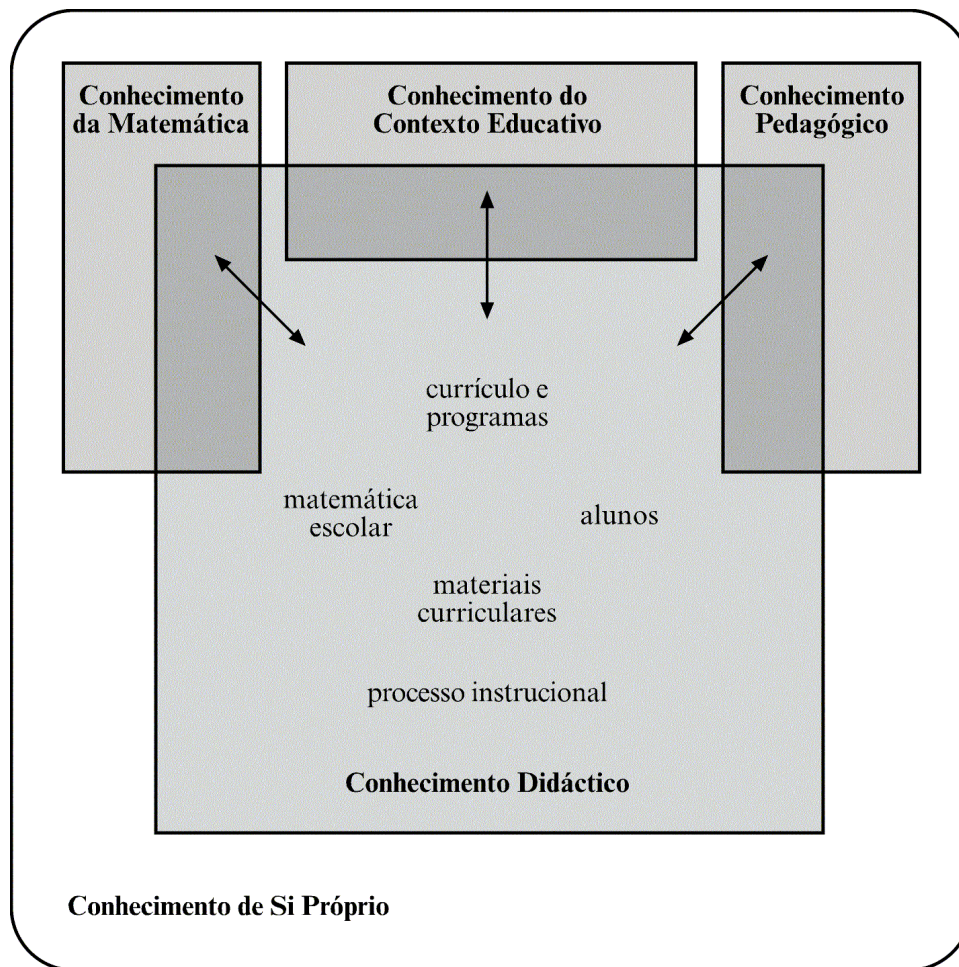 Conhecimento
da Matemática
Conhecimento do
Contexto Educativo
Conhecimento
Pedagógico
currículo e
programas
matemática
escolar
alunos
materiais
curriculares
processo instrucional
Conhecimento Didáctico
Conhecimento de Si Próprio